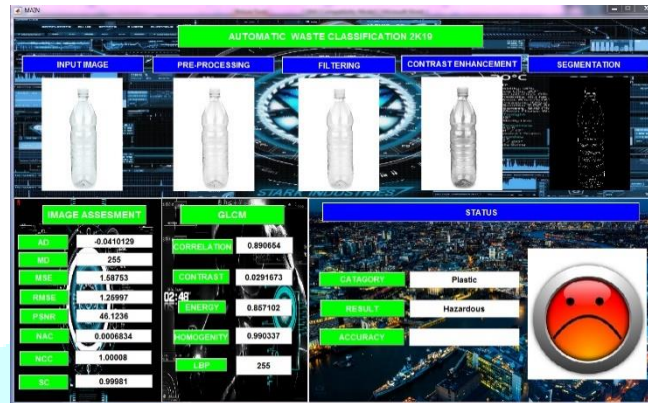 MAIN
AUTOMATIC WASTE CLASSIFICATION 2K19
INPUT IMAGE
PRE-PROCESSING
FILTERING
CONTRAST ENHANCEMENT
SEGMENTATION
STARK INDUSTRIES
IMAGE ASSESMENT
AD -0.0410129
MD 255
MSE 1.58753
RMSE 1.25997
PSNR 46.1236
NAC 0.0006834
NCC 1.00008
SC 0.99981
GLCM
CORRELATION 0.890654
CONTRAST 0.0291673
02:48
ENERGY 0.857102
HOMOGENITY 0.990337
LBP 255
STATUS
CATAGORY Plastic
RESULT Hazardous
ACCURACY